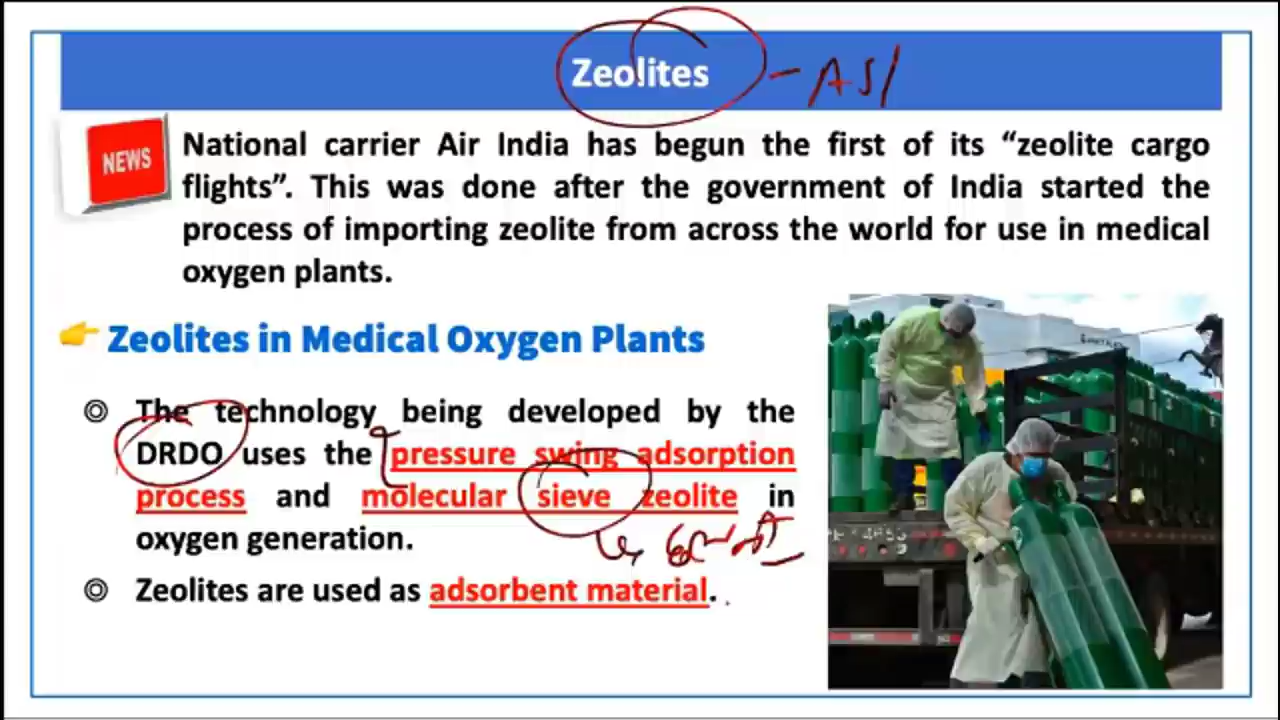 Zeolites - ASI
NEWS
National carrier Air India has begun the first of its “zeolite cargo
flights”. This was done after the government of India started the
process of importing zeolite from across the world for use in medical
oxygen plants.
Zeolites in Medical Oxygen Plants
The technology being developed by the
DRDO uses the pressure swing adsorption
process and molecular sieve zeolite in
oxygen generation.
Zeolites are used as adsorbent material.